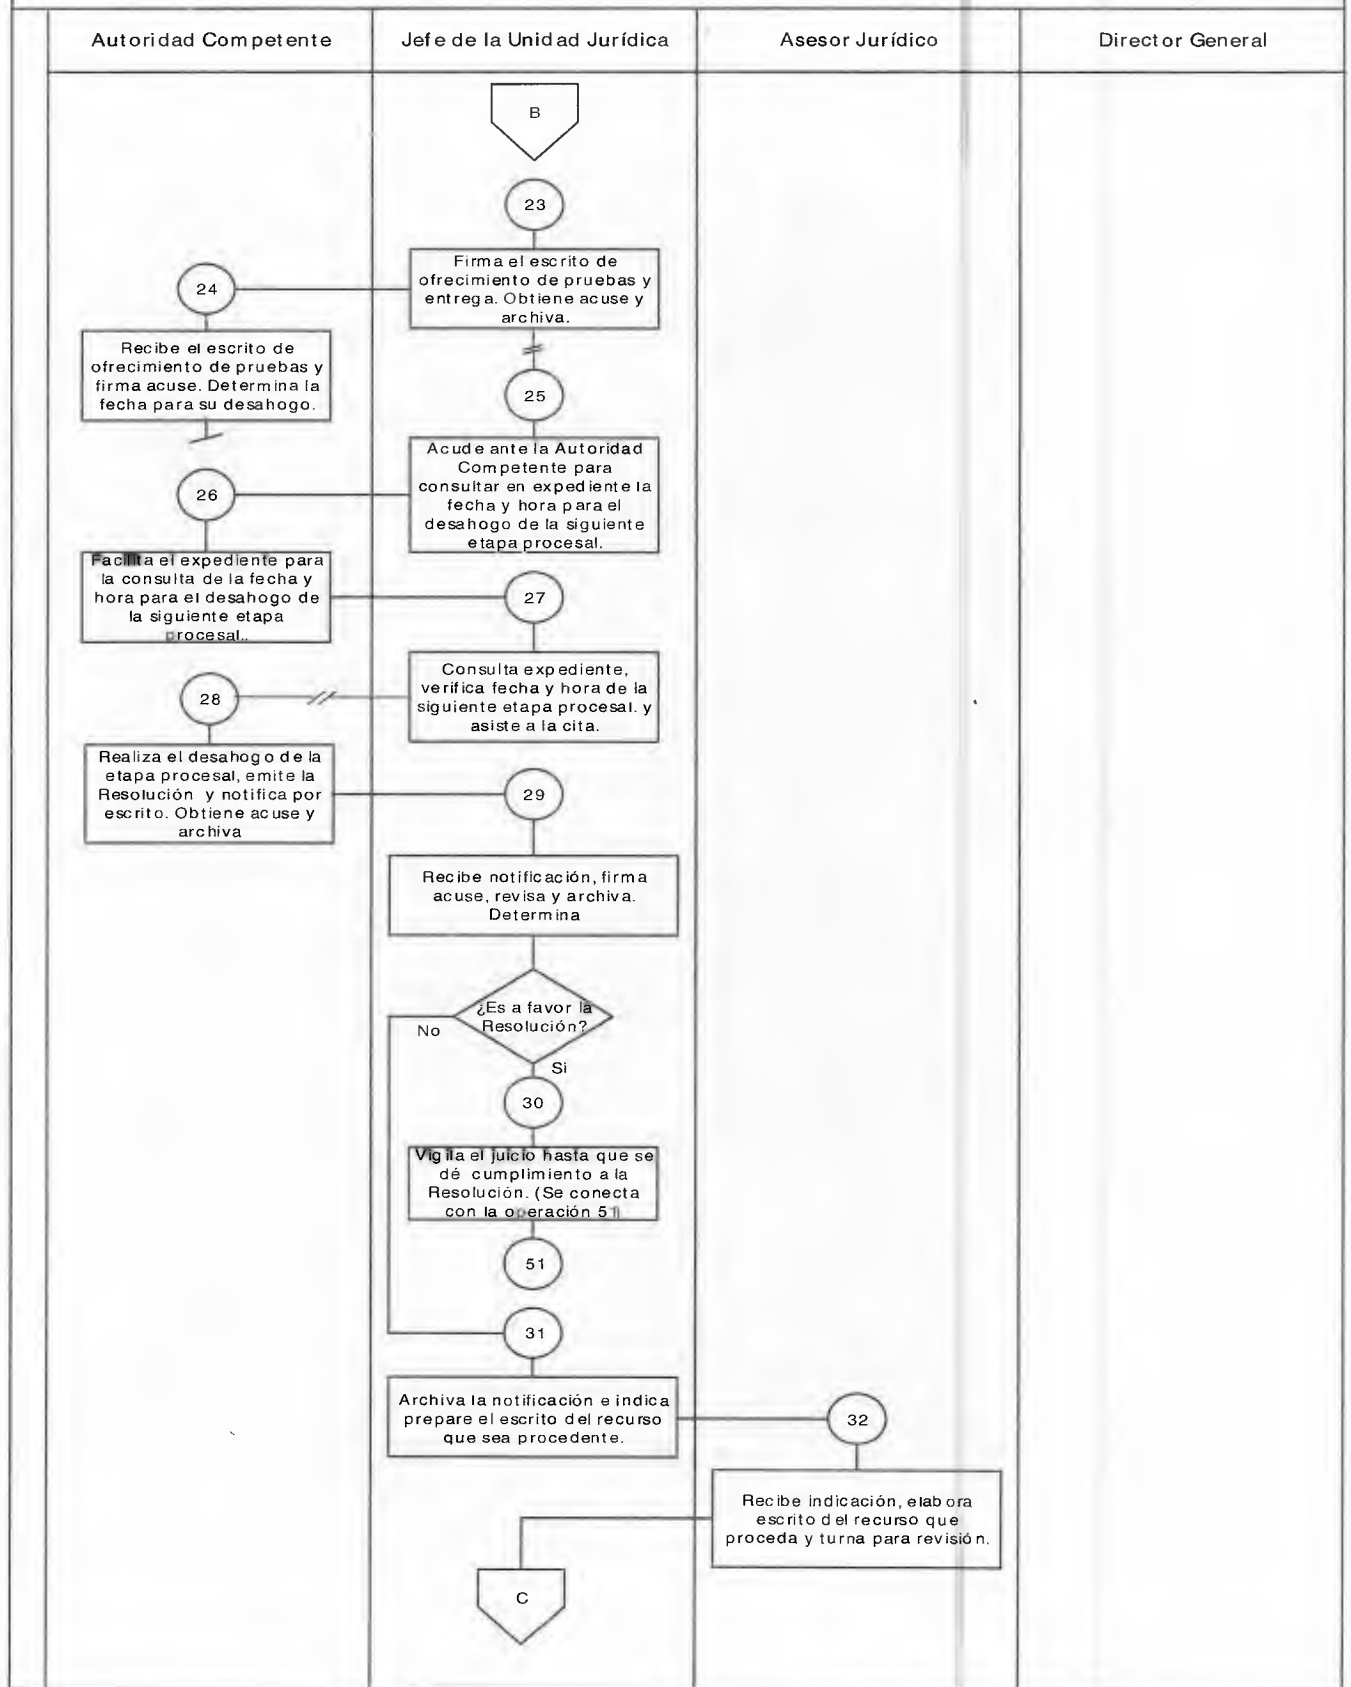 Autoridad Competente
Jefe de la Unidad Jurídica
Asesor Jurídico
Director General
B
23
Firma el escrito de
ofrecimiento de pruebas y
entrega. Obtiene acuse y
archiva.
24
Recibe el escrito de
ofrecimiento de pruebas y
firma acuse. Determina la
fecha para su desahogo.
25
Acude ante la Autoridad
Competente para
consultar en expediente la
fecha y hora para el
desahogo de la siguiente
etapa procesal.
26
Facilita el expediente para
la consulta de la fecha y
hora para el desahogo de
la siguiente etapa
procesal..
27
Consulta expediente,
verifica fecha y hora de la
siguiente etapa procesal. y
asiste a la cita.
28
Realiza el desahogo de la
etapa procesal, emite la
Resolución y notifica por
escrito. Obtiene acuse y
archiva
29
Recibe notificación, firma
acuse, revisa y archiva.
Determina
¿Es a favor la
Resolución?
No
Si
30
Vigila el juicio hasta que se
dé cumplimiento a la
Resolución. (Se conecta
con la operación 51)
51
31
Archiva la notificación e indica
prepare el escrito del recurso
que sea procedente.
32
Recibe indicación, elabora
escrito del recurso que
proceda y turna para revisión.
C